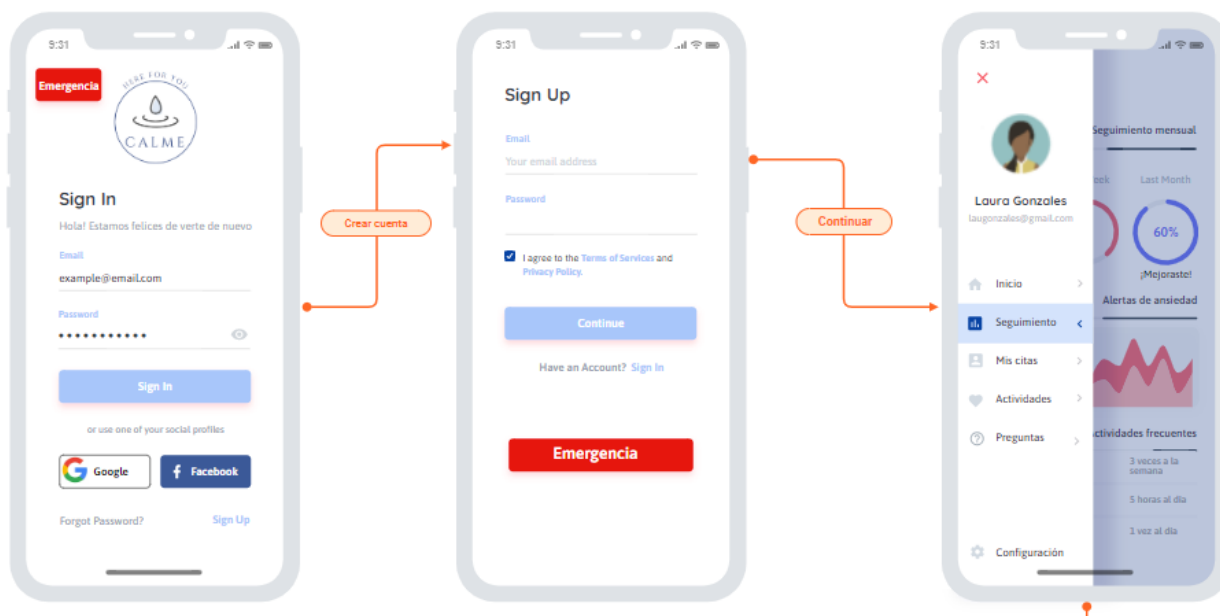 9:31
Emergencia
HERE FOR YOU
CALME
Sign In
Hola! Estamos felices de verte de nuevo
Email
example@email.com
Password
Sign In
or use one of your social profiles
Google
Facebook
Forgot Password?
Sign Up
Crear cuenta
9:31
Sign Up
Email
Your email address
Password
I agree to the Terms of Services and
Privacy Policy.
Continue
Have an Account? Sign In
Emergencia
Continuar
9:31
Laura Gonzales
laugonzales@gmail.com
Inicio
Seguimiento
Mis citas
Actividades
Preguntas
Configuración
Seguimiento mensual
Last Month
60%
¡Mejoraste!
Alertas de ansiedad
ctividades frecuentes
3 veces a la
semana
5 horas al día
1 vez al día